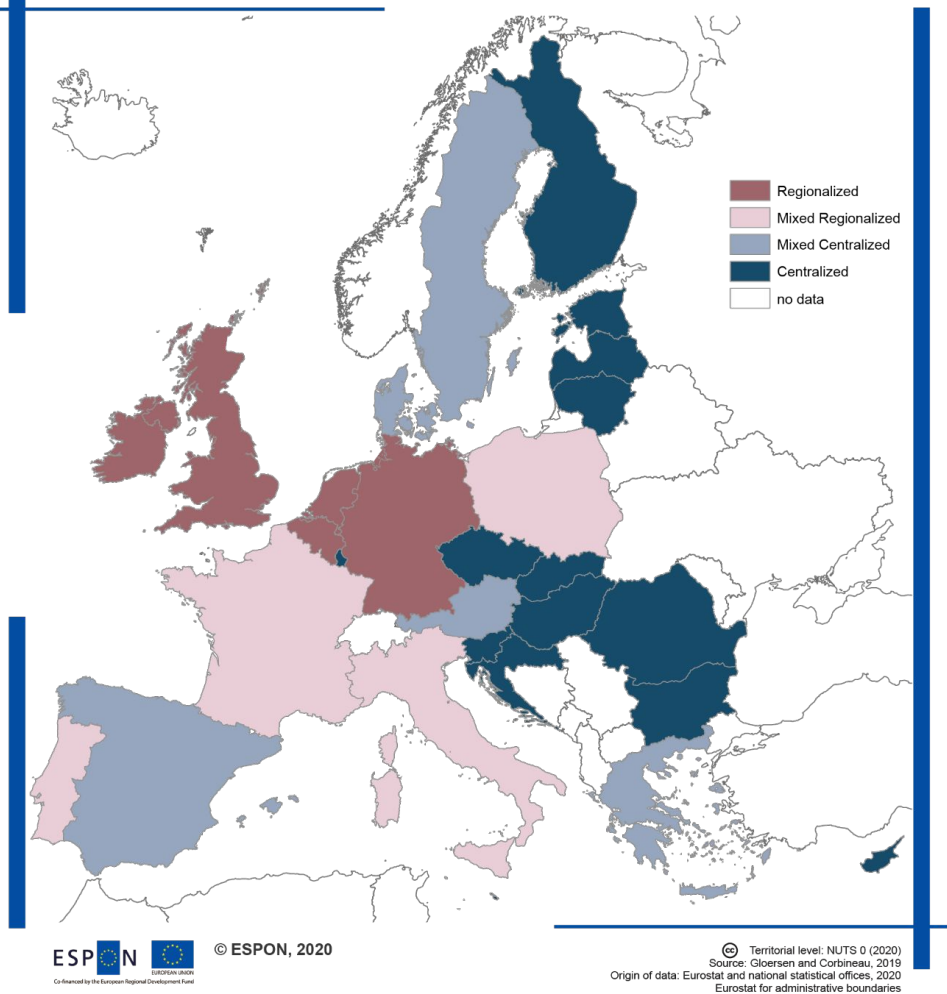 Regionalized
Mixed Regionalized
Mixed Centralized
Centralized
no data
ESPON
EUROPEAN UNION
Co-financed by the European Regional Development Fund
© ESPON, 2020
cc Territorial level: NUTS 0 (2020)
Source: Gloersen and Corbineau, 2019
Origin of data: Eurostat and national statistical offices, 2020
Eurostat for administrative boundaries